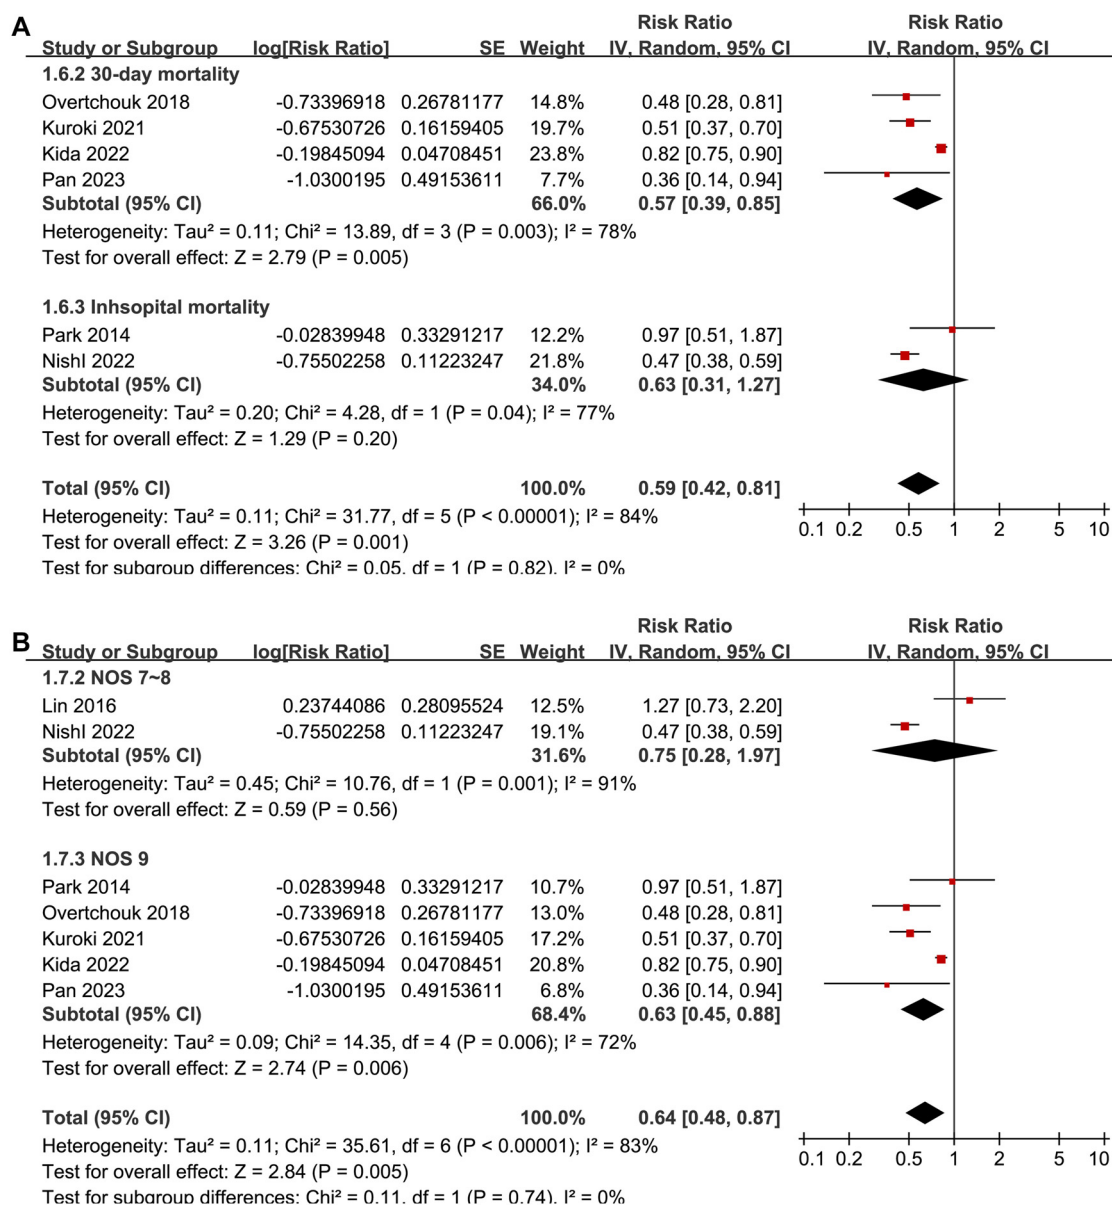 A
Risk Ratio Risk Ratio
Study or Subgroup log[Risk Ratio] SE Weight IV, Random, 95% CI IV, Random, 95% CI
1.6.2 30-day mortality
Overtchouk 2018 -0.73396918 0.26781177 14.8% 0.48 [0.28, 0.81]
Kuroki 2021 -0.67530726 0.16159405 19.7% 0.51 [0.37, 0.70]
Kida 2022 -0.19845094 0.04708451 23.8% 0.82 [0.75, 0.90]
Pan 2023 -1.0300195 0.49153611 7.7% 0.36 [0.14, 0.94]
Subtotal (95% CI) 66.0% 0.57 [0.39, 0.85]
Heterogeneity: Tau² = 0.11; Chi² = 13.89, df = 3 (P = 0.003); I² = 78%
Test for overall effect: Z = 2.79 (P = 0.005)
1.6.3 Inhsopital mortality
Park 2014 -0.02839948 0.33291217 12.2% 0.97 [0.51, 1.87]
NishI 2022 -0.75502258 0.11223247 21.8% 0.47 [0.38, 0.59]
Subtotal (95% CI) 34.0% 0.63 [0.31, 1.27]
Heterogeneity: Tau² = 0.20; Chi² = 4.28, df = 1 (P = 0.04); I² = 77%
Test for overall effect: Z = 1.29 (P = 0.20)
Total (95% CI) 100.0% 0.59 [0.42, 0.81]
Heterogeneity: Tau² = 0.11; Chi² = 31.77, df = 5 (P < 0.00001); I² = 84%
Test for overall effect: Z = 3.26 (P = 0.001)
Test for subgroup differences: Chi² = 0.05, df = 1 (P = 0.82), I² = 0%
0.1 0.2 0.5 1 2 5 10
B
Risk Ratio Risk Ratio
Study or Subgroup log[Risk Ratio] SE Weight IV, Random, 95% CI IV, Random, 95% CI
1.7.2 NOS 7~8
Lin 2016 0.23744086 0.28095524 12.5% 1.27 [0.73, 2.20]
NishI 2022 -0.75502258 0.11223247 19.1% 0.47 [0.38, 0.59]
Subtotal (95% CI) 31.6% 0.75 [0.28, 1.97]
Heterogeneity: Tau² = 0.45; Chi² = 10.76, df = 1 (P = 0.001); I² = 91%
Test for overall effect: Z = 0.59 (P = 0.56)
1.7.3 NOS 9
Park 2014 -0.02839948 0.33291217 10.7% 0.97 [0.51, 1.87]
Overtchouk 2018 -0.73396918 0.26781177 13.0% 0.48 [0.28, 0.81]
Kuroki 2021 -0.67530726 0.16159405 17.2% 0.51 [0.37, 0.70]
Kida 2022 -0.19845094 0.04708451 20.8% 0.82 [0.75, 0.90]
Pan 2023 -1.0300195 0.49153611 6.8% 0.36 [0.14, 0.94]
Subtotal (95% CI) 68.4% 0.63 [0.45, 0.88]
Heterogeneity: Tau² = 0.09; Chi² = 14.35, df = 4 (P = 0.006); I² = 72%
Test for overall effect: Z = 2.74 (P = 0.006)
Total (95% CI) 100.0% 0.64 [0.48, 0.87]
Heterogeneity: Tau² = 0.11; Chi² = 35.61, df = 6 (P < 0.00001); I² = 83%
Test for overall effect: Z = 2.84 (P = 0.005)
Test for subgroup differences: Chi² = 0.11, df = 1 (P = 0.74), I² = 0%
0.1 0.2 0.5 1 2 5 10